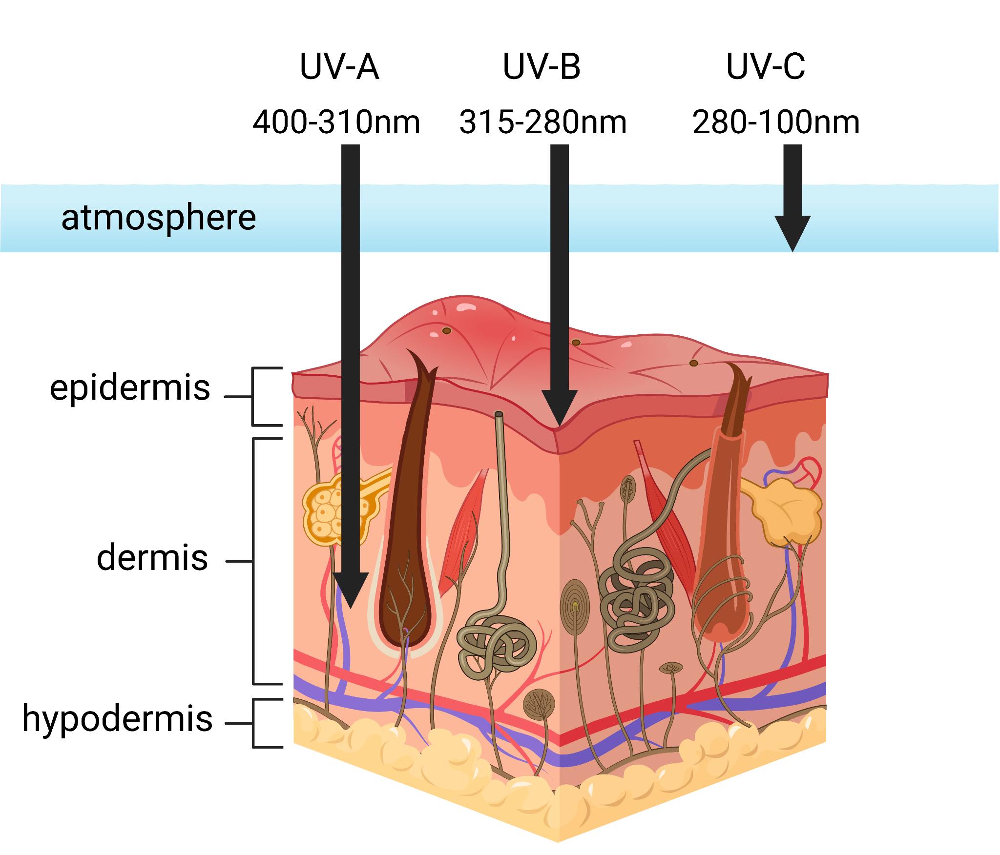 UV-A
UV-B
UV-C
400-310nm
315-280nm
280-100nm
atmosphere
epidermis
dermis
hypodermis